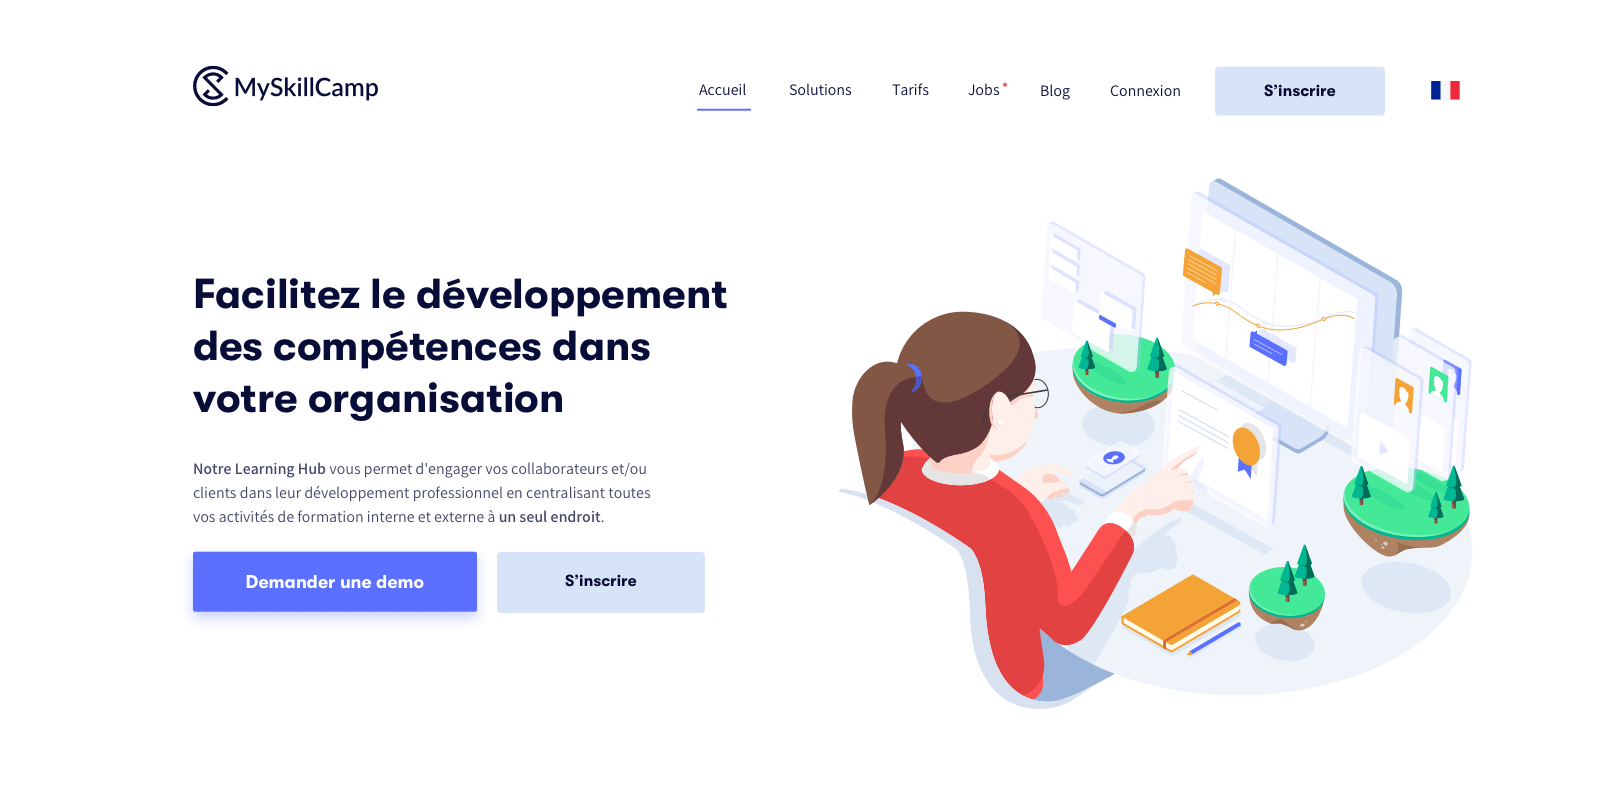 MySkillCamp
Accueil
Solutions
Tarifs
Jobs
Blog
Connexion
S’inscrire
Facilitez le développement
des compétences dans
votre organisation
Notre Learning Hub vous permet d'engager vos collaborateurs et/ou
clients dans leur développement professionnel en centralisant toutes
vos activités de formation interne et externe à un seul endroit.
Demander une demo
S’inscrire